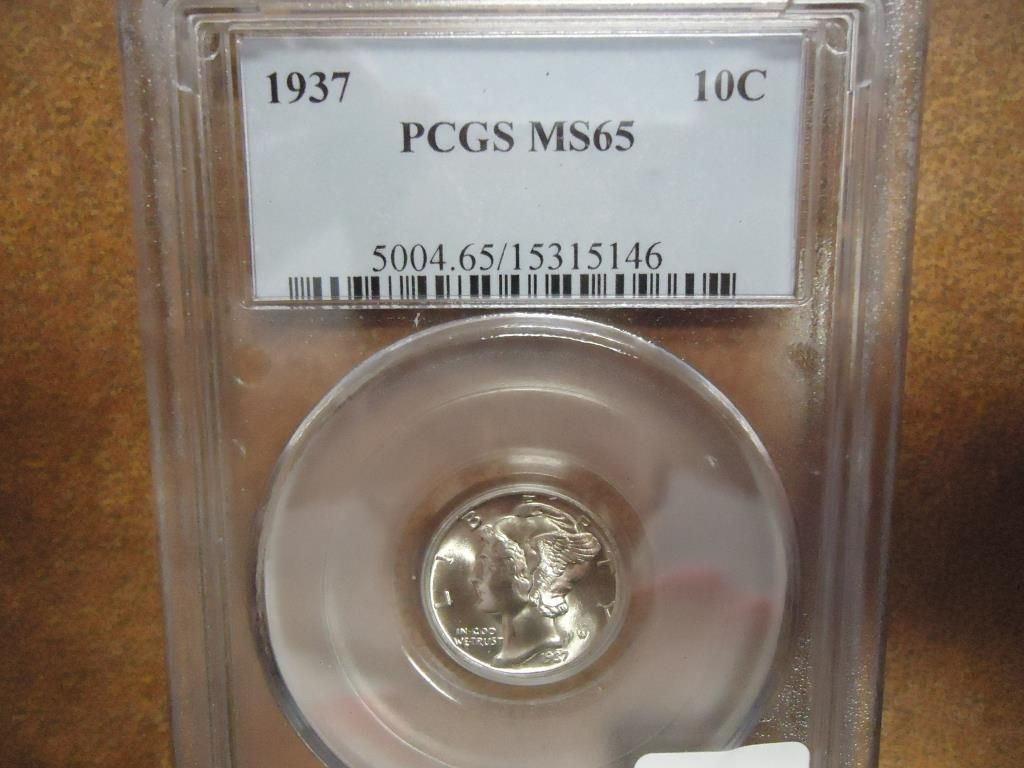 1937 10C
PCGS MS65
5004.65/15315146
LIBERTY
IN GOD
WE TRUST
1937